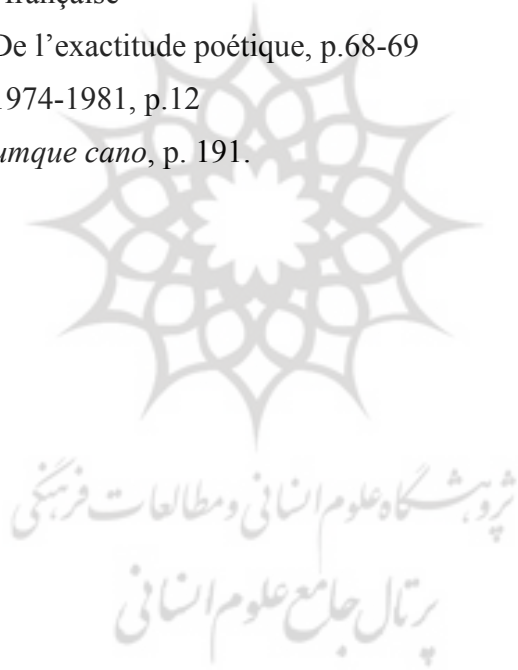 française
De l’exactitude poétique, p.68-69
1974-1981, p.12
umque cano, p. 191.
پژوهشگاه علوم انسانی و مطالعات فرهنگی
پرتال جامع علوم انسانی